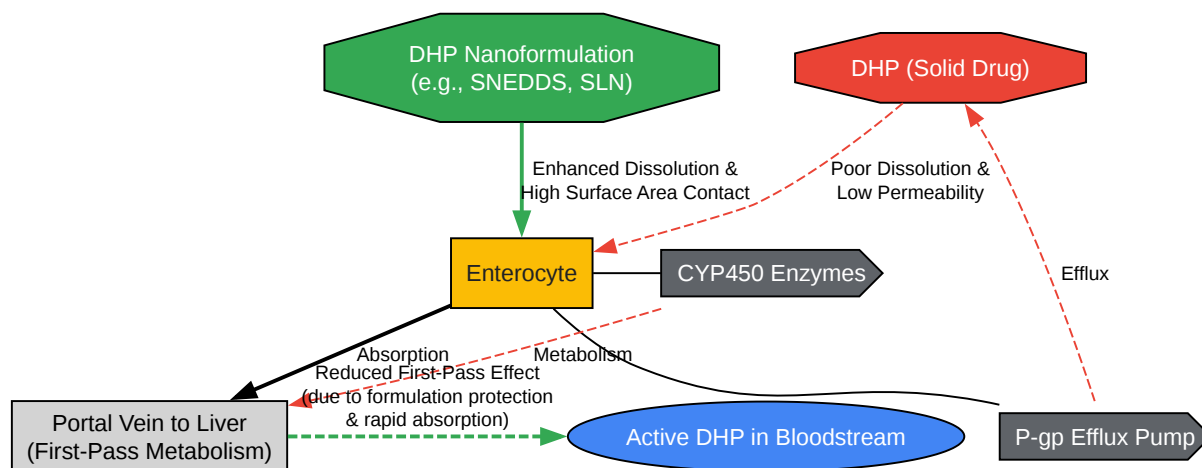 DHP Nanoformulation
(e.g., SNEDDS, SLN)
DHP (Solid Drug)
Enhanced Dissolution &
High Surface Area Contact
Poor Dissolution &
Low Permeability
Enterocyte
CYP450 Enzymes
Efflux
Absorption
Metabolism
Reduced First-Pass Effect
(due to formulation protection
& rapid absorption)
Portal Vein to Liver
(First-Pass Metabolism)
Active DHP in Bloodstream
P-gp Efflux Pump